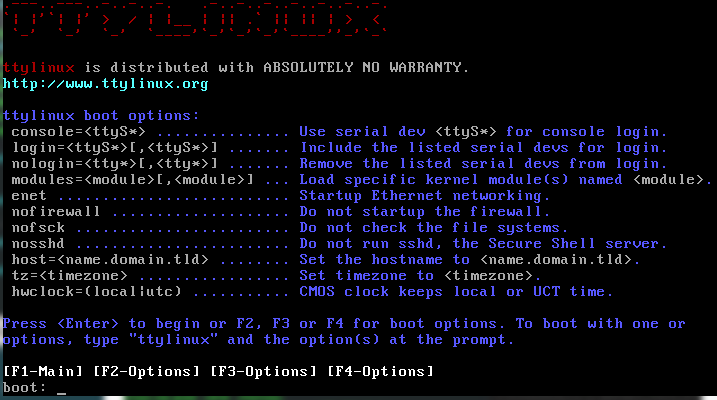 ttylinux is distributed with ABSOLUTELY NO WARRANTY.
http://www.ttylinux.org
ttylinux boot options:
console=<ttyS*> ............... Use serial dev <ttyS*> for console login.
login=<ttyS*>[,<ttyS*>] ....... Include the listed serial devs for login.
nologin=<tty*>[,<tty*>] ....... Remove the listed serial devs from login.
modules=<module>[,<module>] ... Load specific kernel module(s) named <module>.
enet .......................... Startup Ethernet networking.
nofirewall .................... Do not startup the firewall.
nofsck ........................ Do not check the file systems.
nosshd ........................ Do not run sshd, the Secure Shell server.
host=<name.domain.tld> ........ Set the hostname to <name.domain.tld>.
tz=<timezone> ................. Set timezone to <timezone>.
hwclock=(local|utc) ........... CMOS clock keeps local or UCT time.
Press <Enter> to begin or F2, F3 or F4 for boot options. To boot with one or
options, type "ttylinux" and the option(s) at the prompt.
[F1-Main] [F2-Options] [F3-Options] [F4-Options]
boot: _